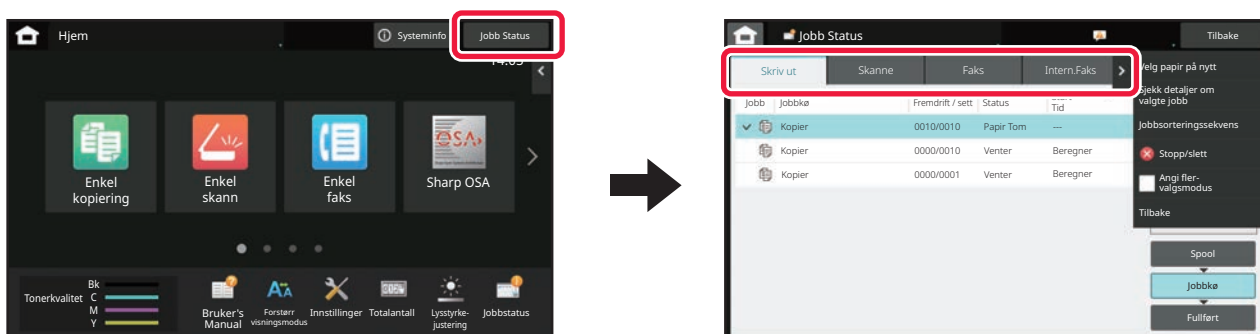 Hjem
Systeminfo
Jobb Status
OSA
Enkel
kopiering
Enkel
skann
Enkel
faks
Sharp OSA
Tonerkvalitet
Bk
C
M
Y
Bruker's
Manual
Forstørr
visningsmodus
Innstillinger
Totalantall
Lysstyrke-
justering
Jobbstatus
Jobb Status
Tilbake
Skriv ut
Skanne
Faks
Intern.Faks
Velg papir på nytt
Sjekk detaljer om
valgte jobb
Jobbsorteringssekvens
Stopp/slett
Angi fler-
valgsmodus
Tilbake
Jobb Jobbkø Fremdrift / sett Status
Tid
Kopier 0010/0010 Papir Tom ---
Kopier 0000/0010 Venter Beregner
Kopier 0000/0001 Venter Beregner
Spool
Jobbkø
Fullført